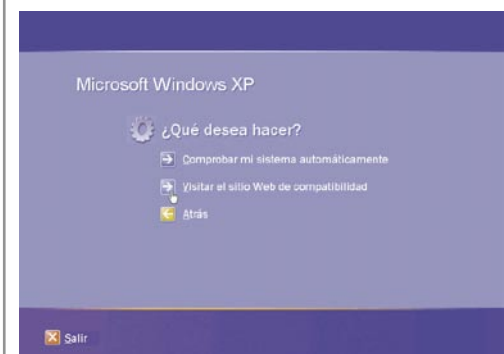 Microsoft Windows XP
¿Qué desea hacer?
Comprobar mi sistema automáticamente
Visitar el sitio Web de compatibilidad
Atrás
Salir